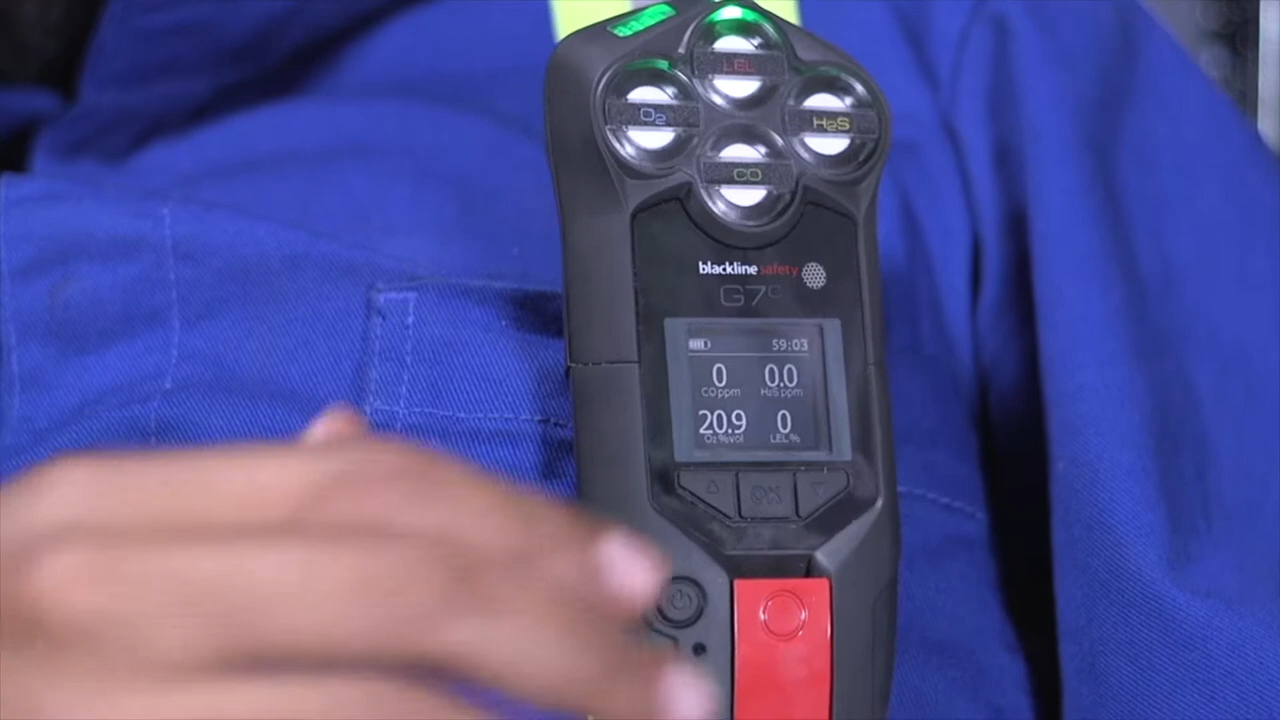 LEL
O₂
H₂S
CO
blackline safety
G7c
59:03
0 0.0
CO ppm H₂S ppm
20.9 0
O₂ %vol LEL %
OK